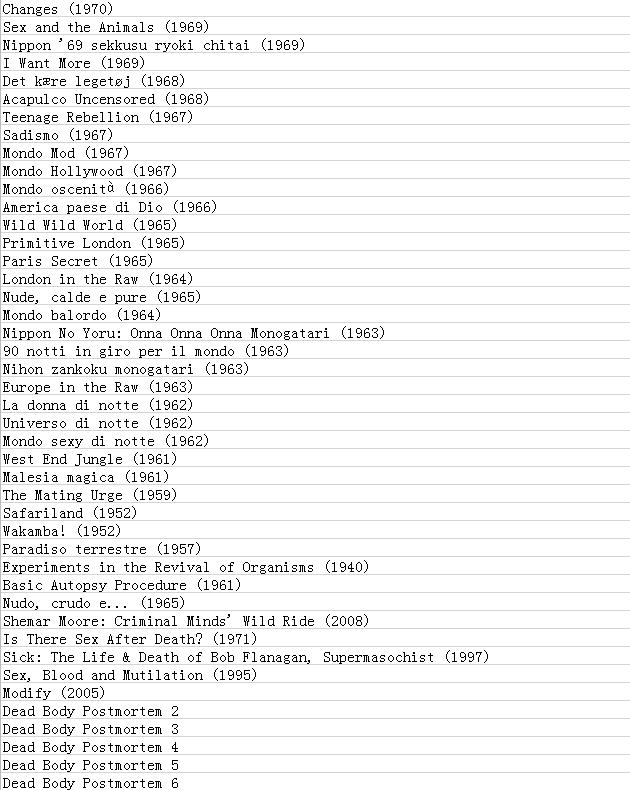 Changes (1970)
Sex and the Animals (1969)
Nippon '69 sekkusu ryoki chitai (1969)
I Want More (1969)
Det kære legetøj (1968)
Acapulco Uncensored (1968)
Teenage Rebellion (1967)
Sadismo (1967)
Mondo Mod (1967)
Mondo Hollywood (1967)
Mondo oscenità (1966)
America paese di Dio (1966)
Wild Wild World (1965)
Primitive London (1965)
Paris Secret (1965)
London in the Raw (1964)
Nude, calde e pure (1965)
Mondo balordo (1964)
Nippon No Yoru: Onna Onna Onna Monogatari (1963)
90 notti in giro per il mondo (1963)
Nihon zankoku monogatari (1963)
Europe in the Raw (1963)
La donna di notte (1962)
Universo di notte (1962)
Mondo sexy di notte (1962)
West End Jungle (1961)
Malesia magica (1961)
The Mating Urge (1959)
Safariland (1952)
Wakamba! (1952)
Paradiso terrestre (1957)
Experiments in the Revival of Organisms (1940)
Basic Autopsy Procedure (1961)
Nudo, crudo e... (1965)
Shemar Moore: Criminal Minds' Wild Ride (2008)
Is There Sex After Death? (1971)
Sick: The Life & Death of Bob Flanagan, Supermasochist (1997)
Sex, Blood and Mutilation (1995)
Modify (2005)
Dead Body Postmortem 2
Dead Body Postmortem 3
Dead Body Postmortem 4
Dead Body Postmortem 5
Dead Body Postmortem 6